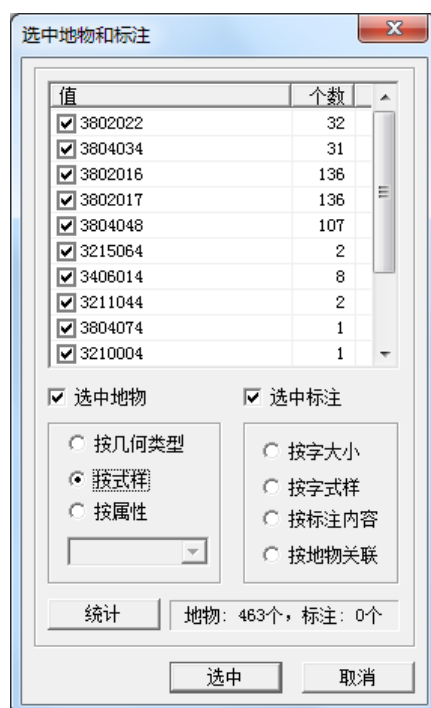 选中地物和标注
值 个数
3802022 32
3804034 31
3802016 136
3802017 136
3804048 107
3215064 2
3406014 8
3211044 2
3804074 1
3210004 1
选中地物 选中标注
按几何类型 按字大小
按式样 按字式样
按属性 按标注内容
按地物关联
统计 地物: 463个, 标注: 0个
选中 取消